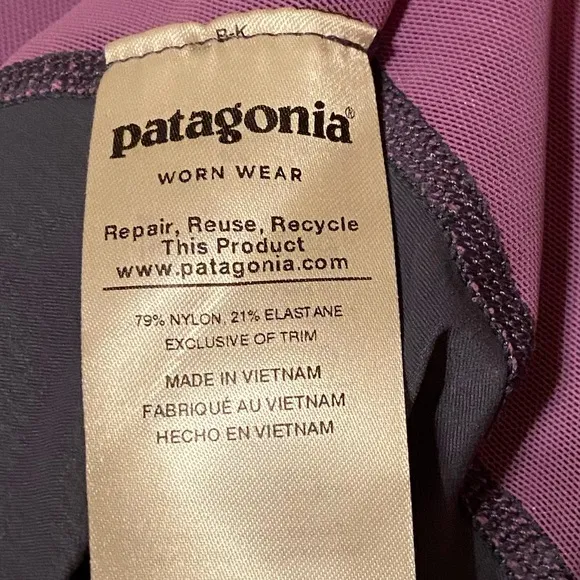 B-K
patagonia®
WORN WEAR
Repair, Reuse, Recycle
This Product
www.patagonia.com
79% NYLON, 21% ELASTANE
EXCLUSIVE OF TRIM
MADE IN VIETNAM
FABRIQUÉ AU VIETNAM
HECHO EN VIETNAM